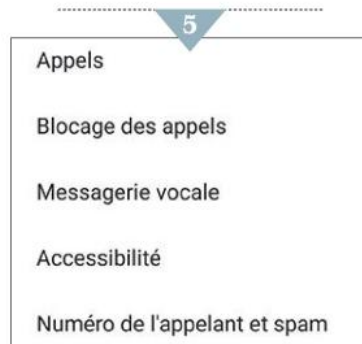 5
Appels
Blocage des appels
Messagerie vocale
Accessibilité
Numéro de l'appelant et spam